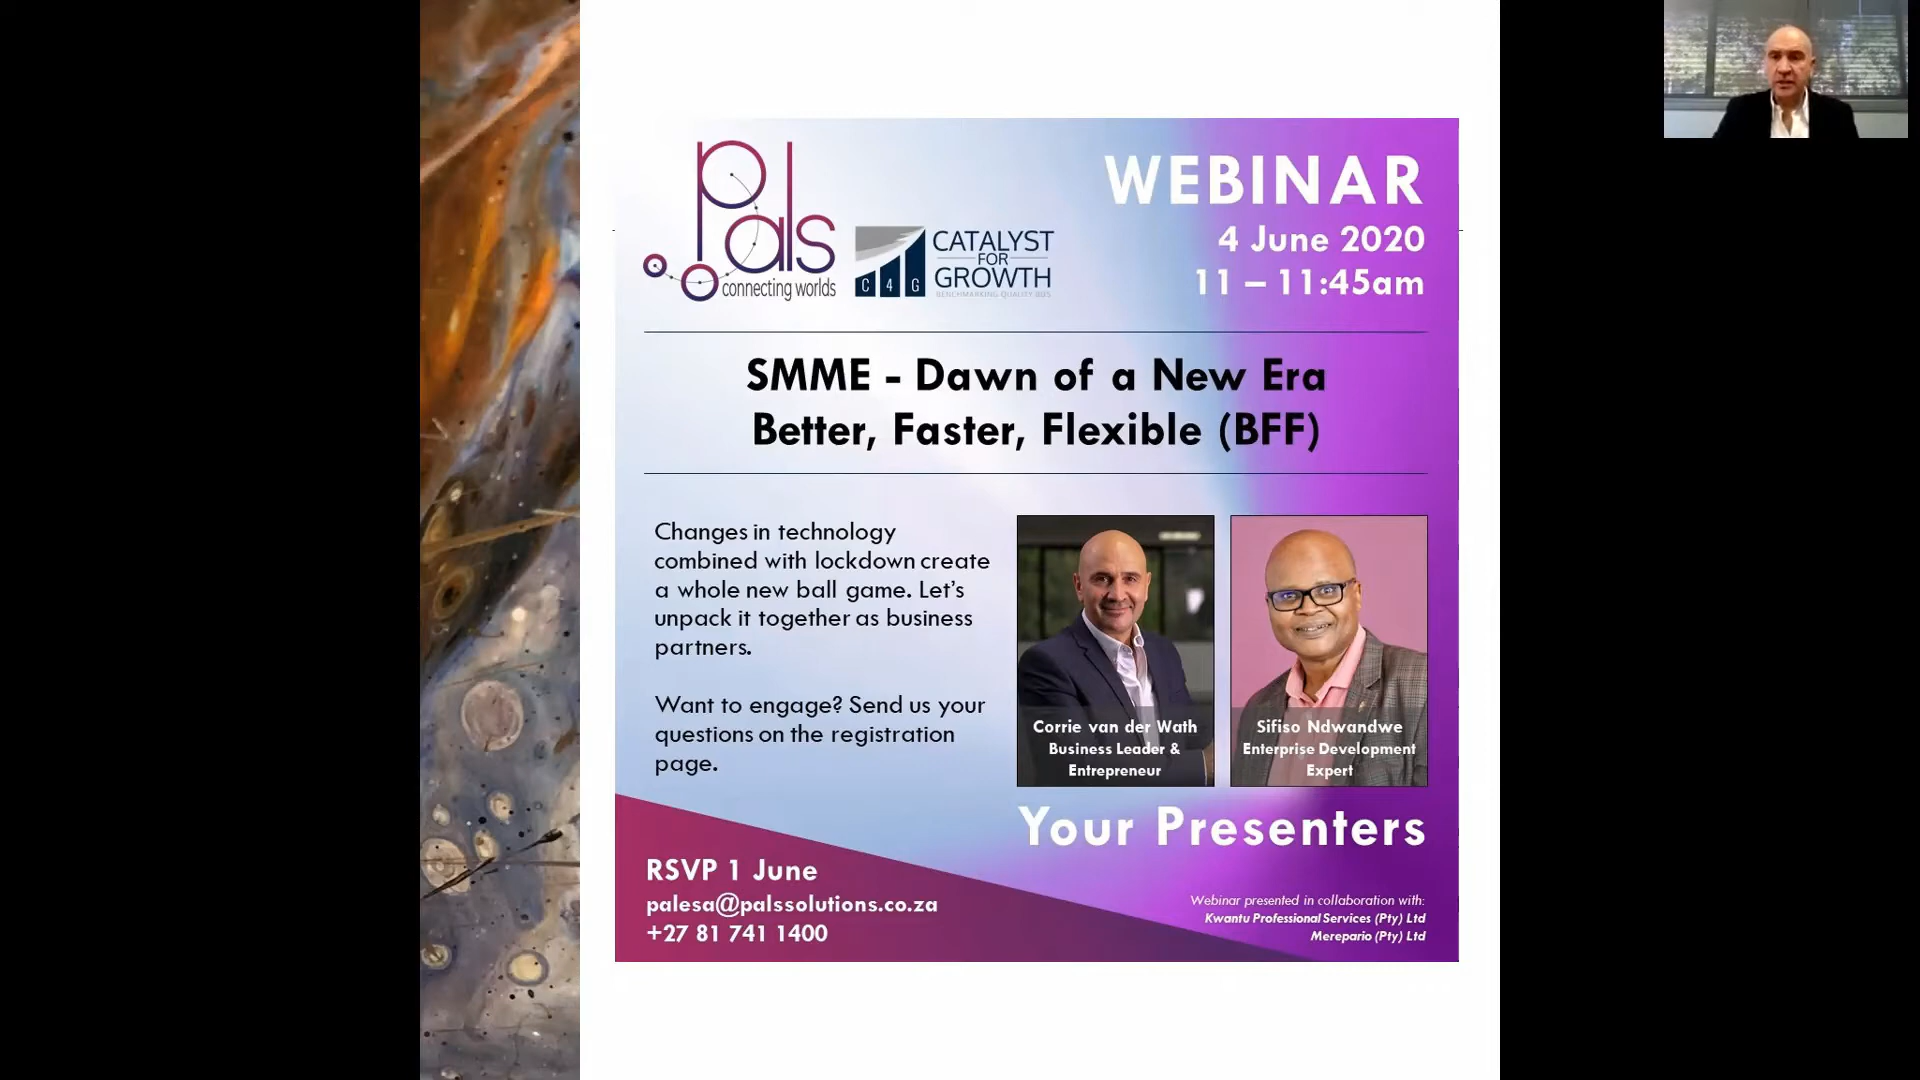 Pals
connecting worlds
C 4 G
CATALYST
FOR
GROWTH
BENCHMARKING QUALITY BDS
WEBINAR
4 June 2020
11 – 11:45am
SMME - Dawn of a New Era
Better, Faster, Flexible (BFF)
Changes in technology
combined with lockdown create
a whole new ball game. Let’s
unpack it together as business
partners.
Want to engage? Send us your
questions on the registration
page.
Corrie van der Wath
Business Leader &
Entrepreneur
Sifiso Ndwandwe
Enterprise Development
Expert
Your Presenters
RSVP 1 June
palesa@palssolutions.co.za
+27 81 741 1400
Webinar presented in collaboration with:
Kwantu Professional Services (Pty) Ltd
Merepario (Pty) Ltd